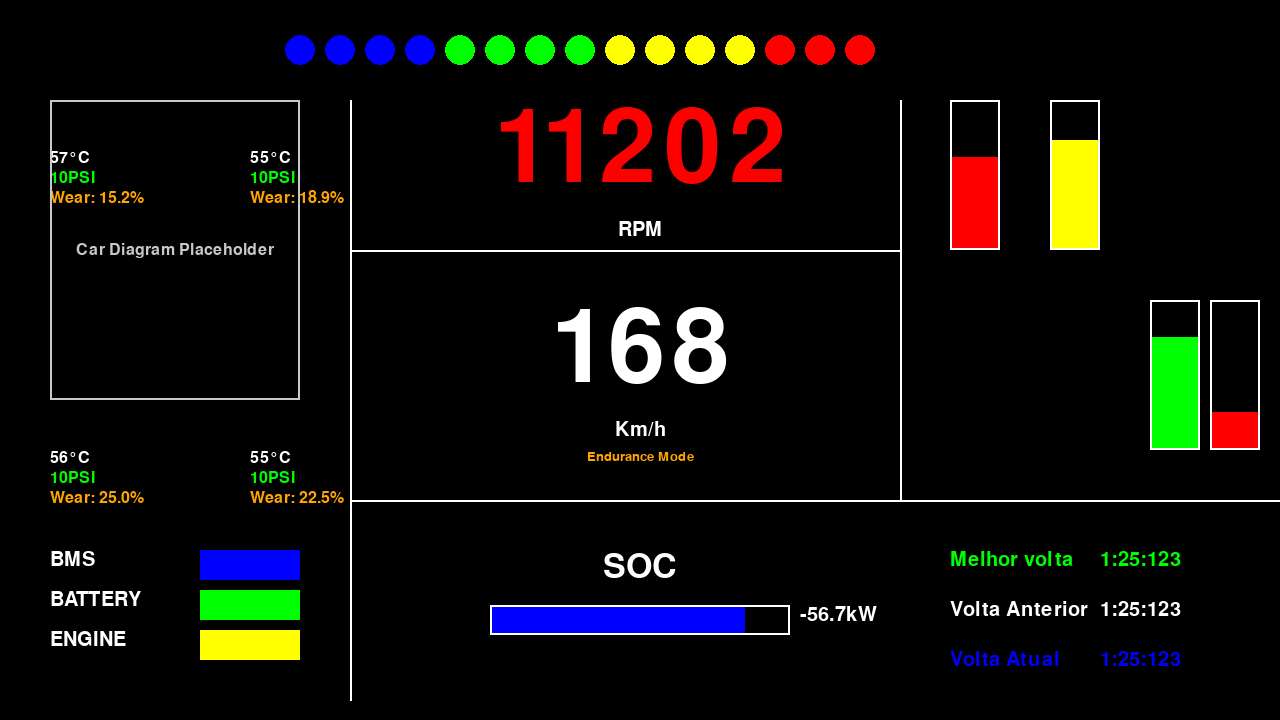 11202
RPM
57°C
10PSI
Wear: 15.2%
55°C
10PSI
Wear: 18.9%
Car Diagram Placeholder
168
Km/h
Endurance Mode
56°C
10PSI
Wear: 25.0%
55°C
10PSI
Wear: 22.5%
BMS
BATTERY
ENGINE
SOC
-56.7kW
Melhor volta 1:25:123
Volta Anterior 1:25:123
Volta Atual 1:25:123